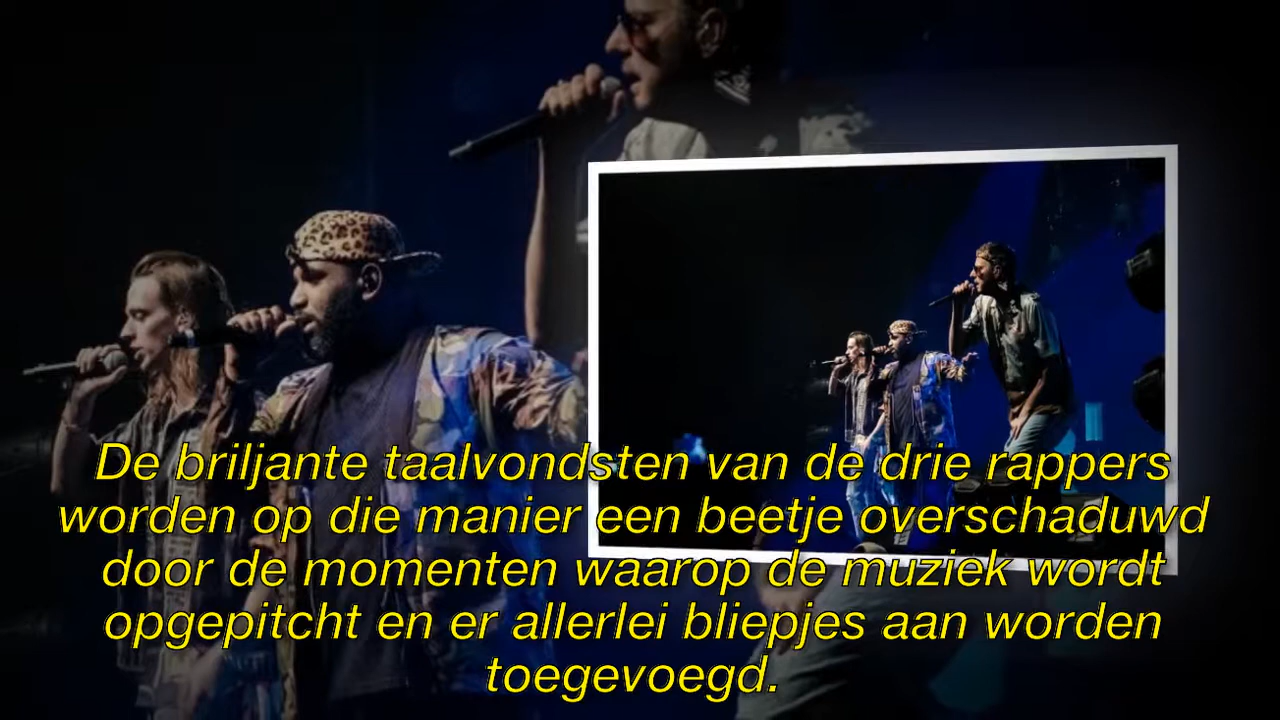 De briljante taalvondsten van de drie rappers
worden op die manier een beetje overschaduwd
door de momenten waarop de muziek wordt
opgepitcht en er allerlei bliepjes aan worden
toegevoegd.